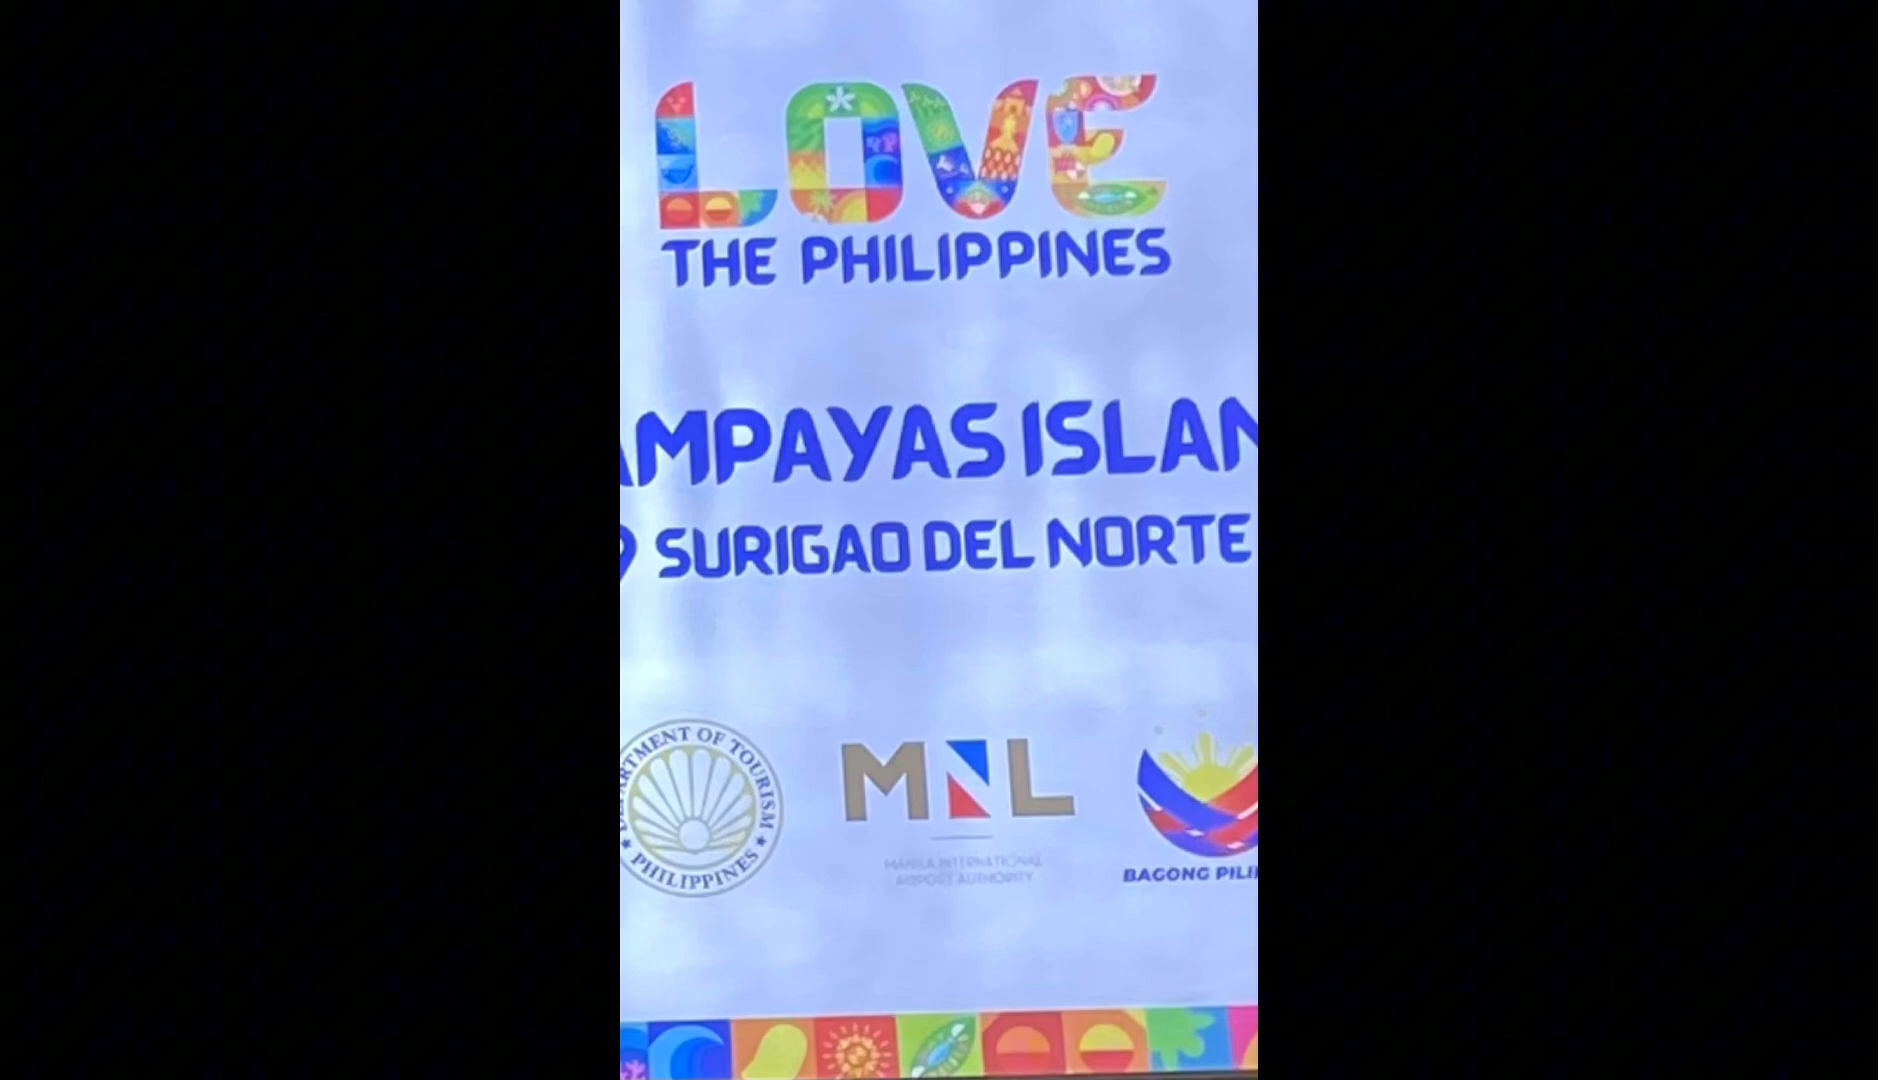 LOVE
THE PHILIPPINES
AMPAYAS ISLAN
SURIGAO DEL NORTE
DEPARTMENT OF TOURISM
PHILIPPINES
MNL
MANILA INTERNATIONAL
AIRPORT AUTHORITY
BAGONG PILI